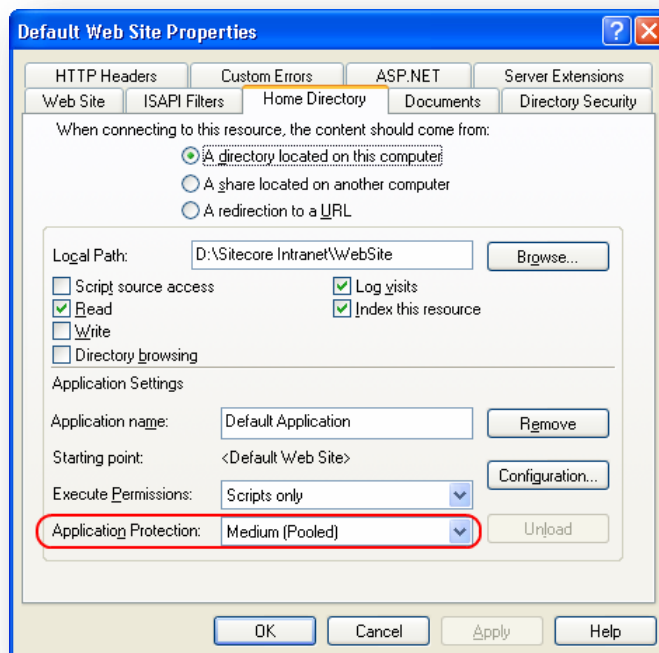 Default Web Site Properties
HTTP Headers Custom Errors ASP.NET Server Extensions
Web Site ISAPI Filters Home Directory Documents Directory Security
When connecting to this resource, the content should come from:
A directory located on this computer
A share located on another computer
A redirection to a URL
Local Path: D:\Sitecore Intranet\WebSite Browse...
Script source access Log visits
Read Index this resource
Write
Directory browsing
Application Settings
Application name: Default Application Remove
Starting point: <Default Web Site>
Configuration...
Execute Permissions: Scripts only
Application Protection: Medium (Pooled) Unload
OK Cancel Apply Help